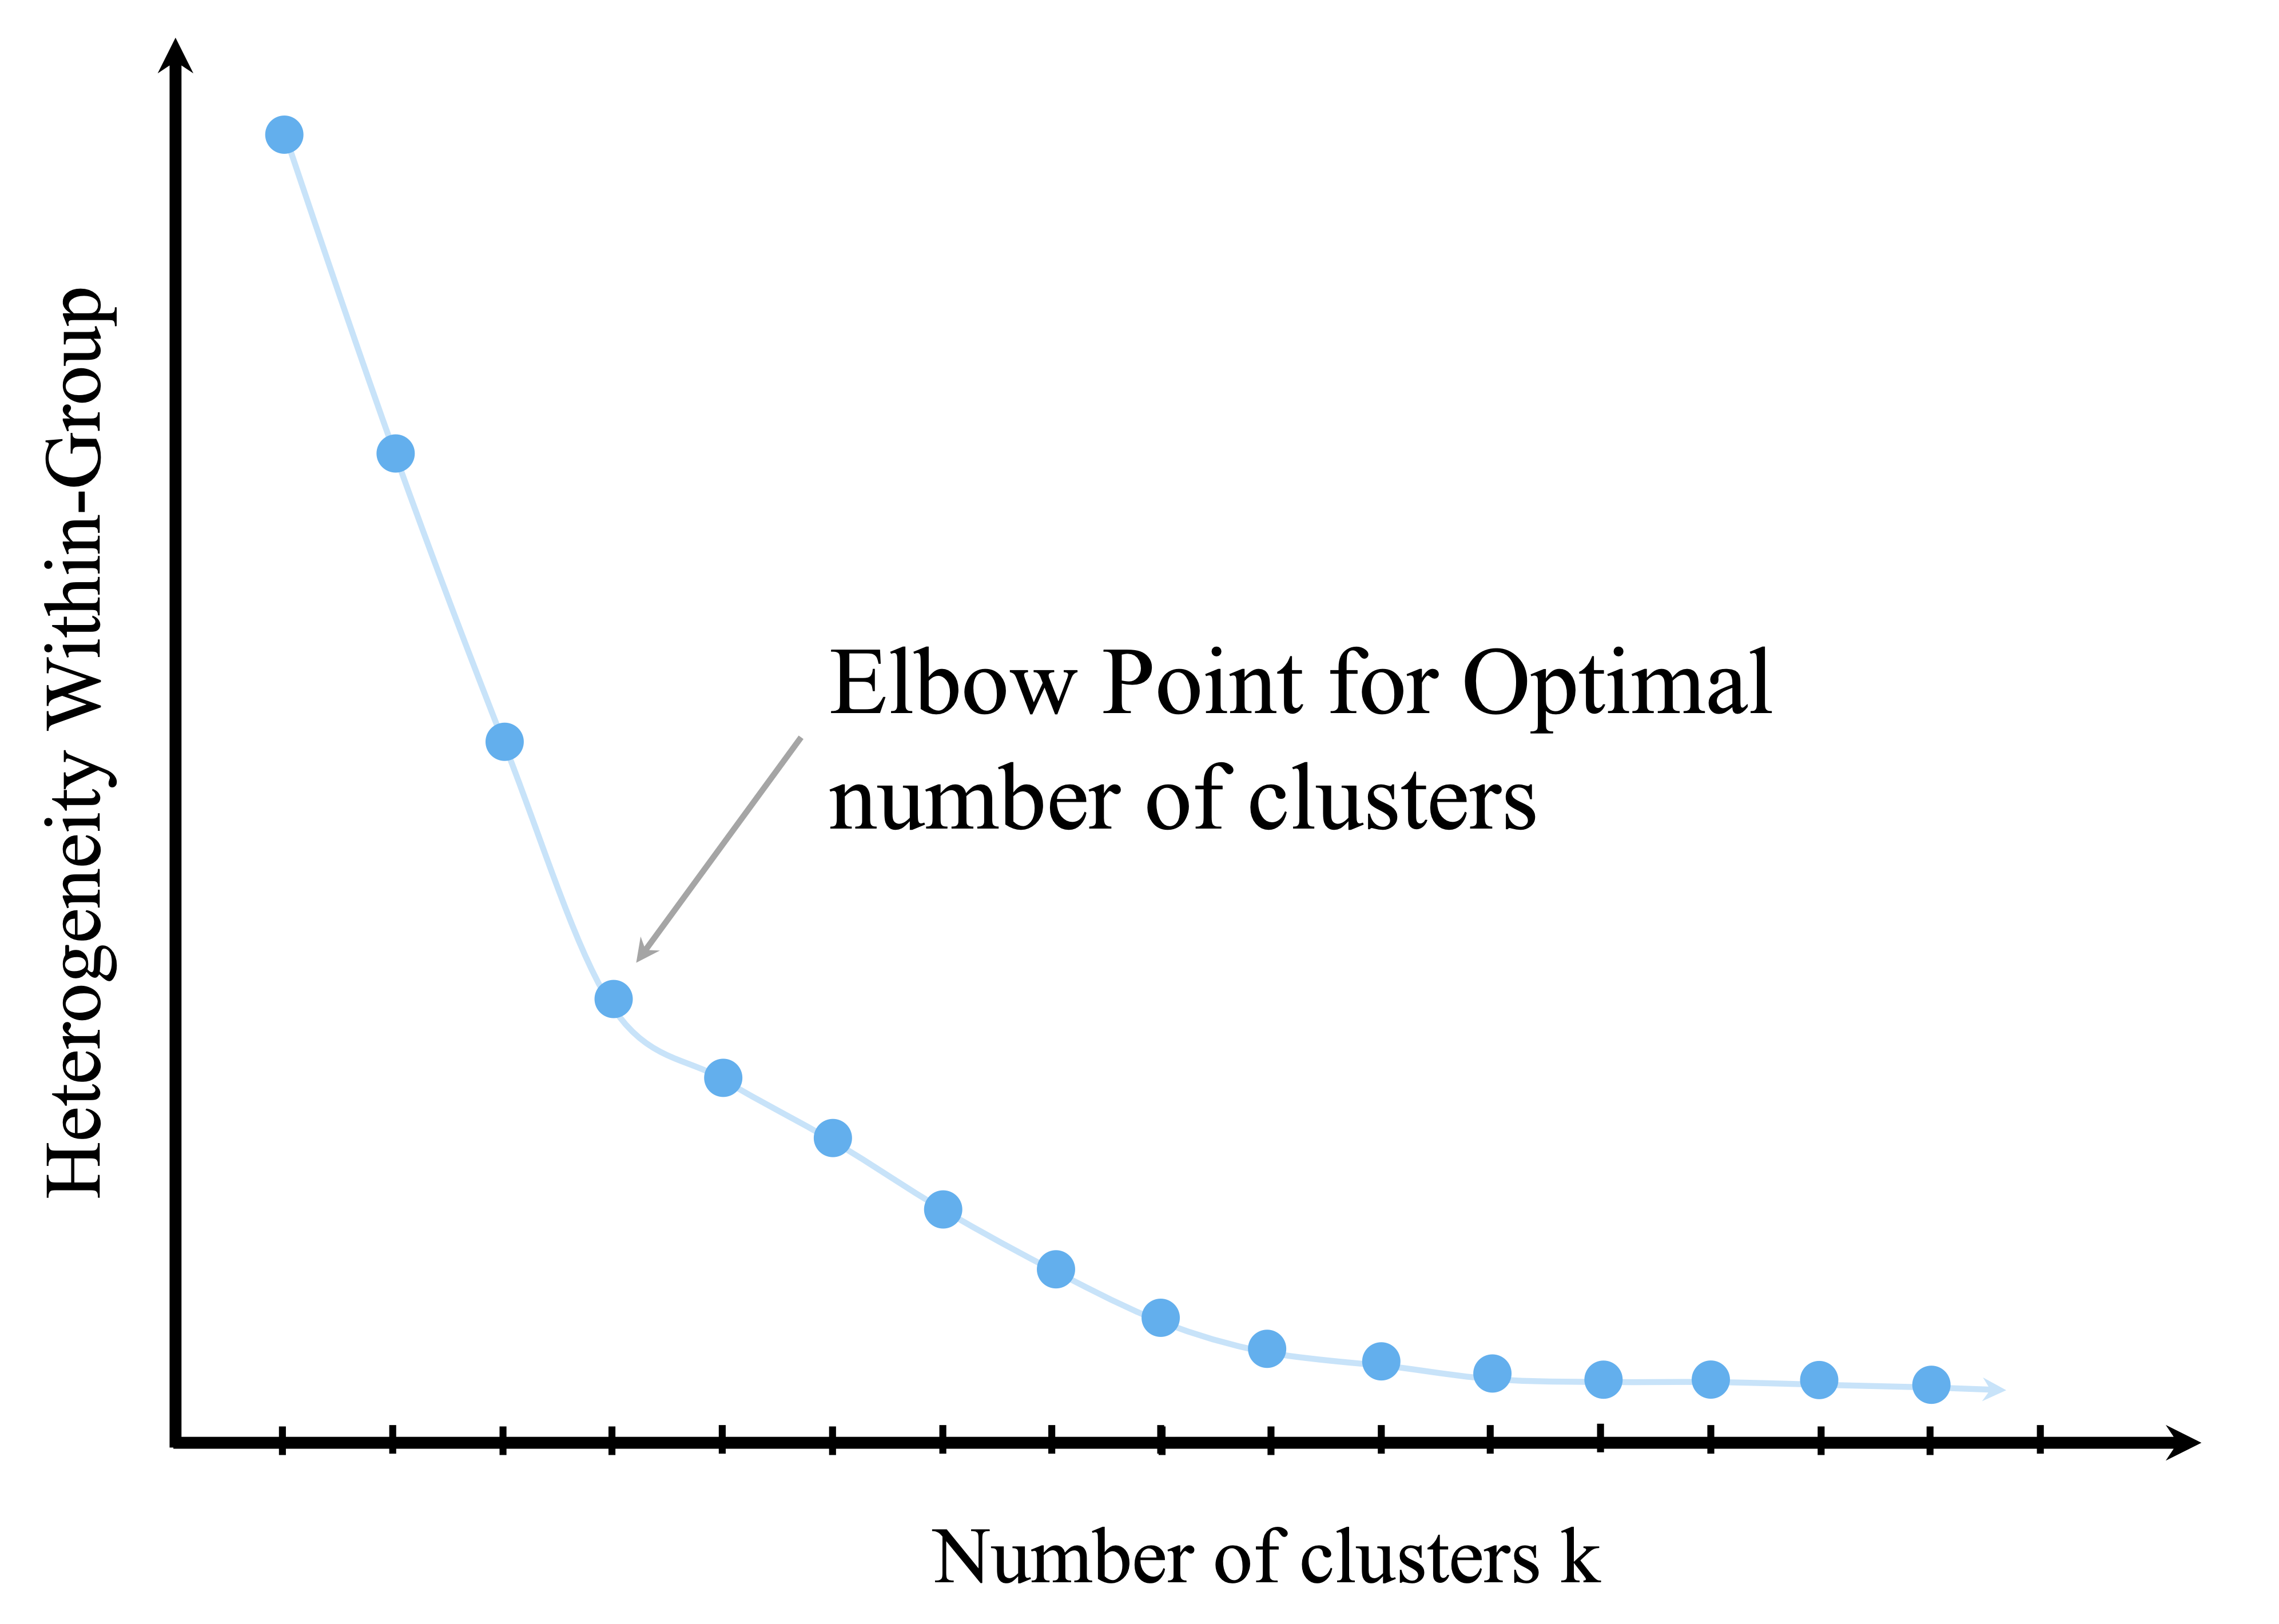 Heterogeneity Within-Group
Elbow Point for Optimal
number of clusters
Number of clusters k